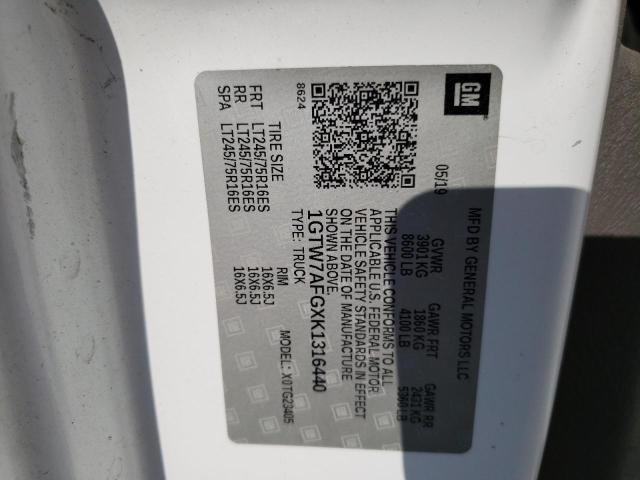 GM
MFD BY GENERAL MOTORS LLC
05/19 GVWR GAWR FRT GAWR RR
3901 KG 1860 KG 2431 KG
8600 LB 4100 LB 5360 LB
THIS VEHICLE CONFORMS TO ALL
APPLICABLE U.S. FEDERAL MOTOR
VEHICLE SAFETY STANDARDS IN EFFECT
ON THE DATE OF MANUFACTURE
SHOWN ABOVE.
1GTW7AFGXK1316440
8624 TYPE: TRUCK MODEL: X0TG23405
TIRE SIZE RIM
FRT LT245/75R16ES 16X6.5J
RR LT245/75R16ES 16X6.5J
SPA LT245/75R16ES 16X6.5J